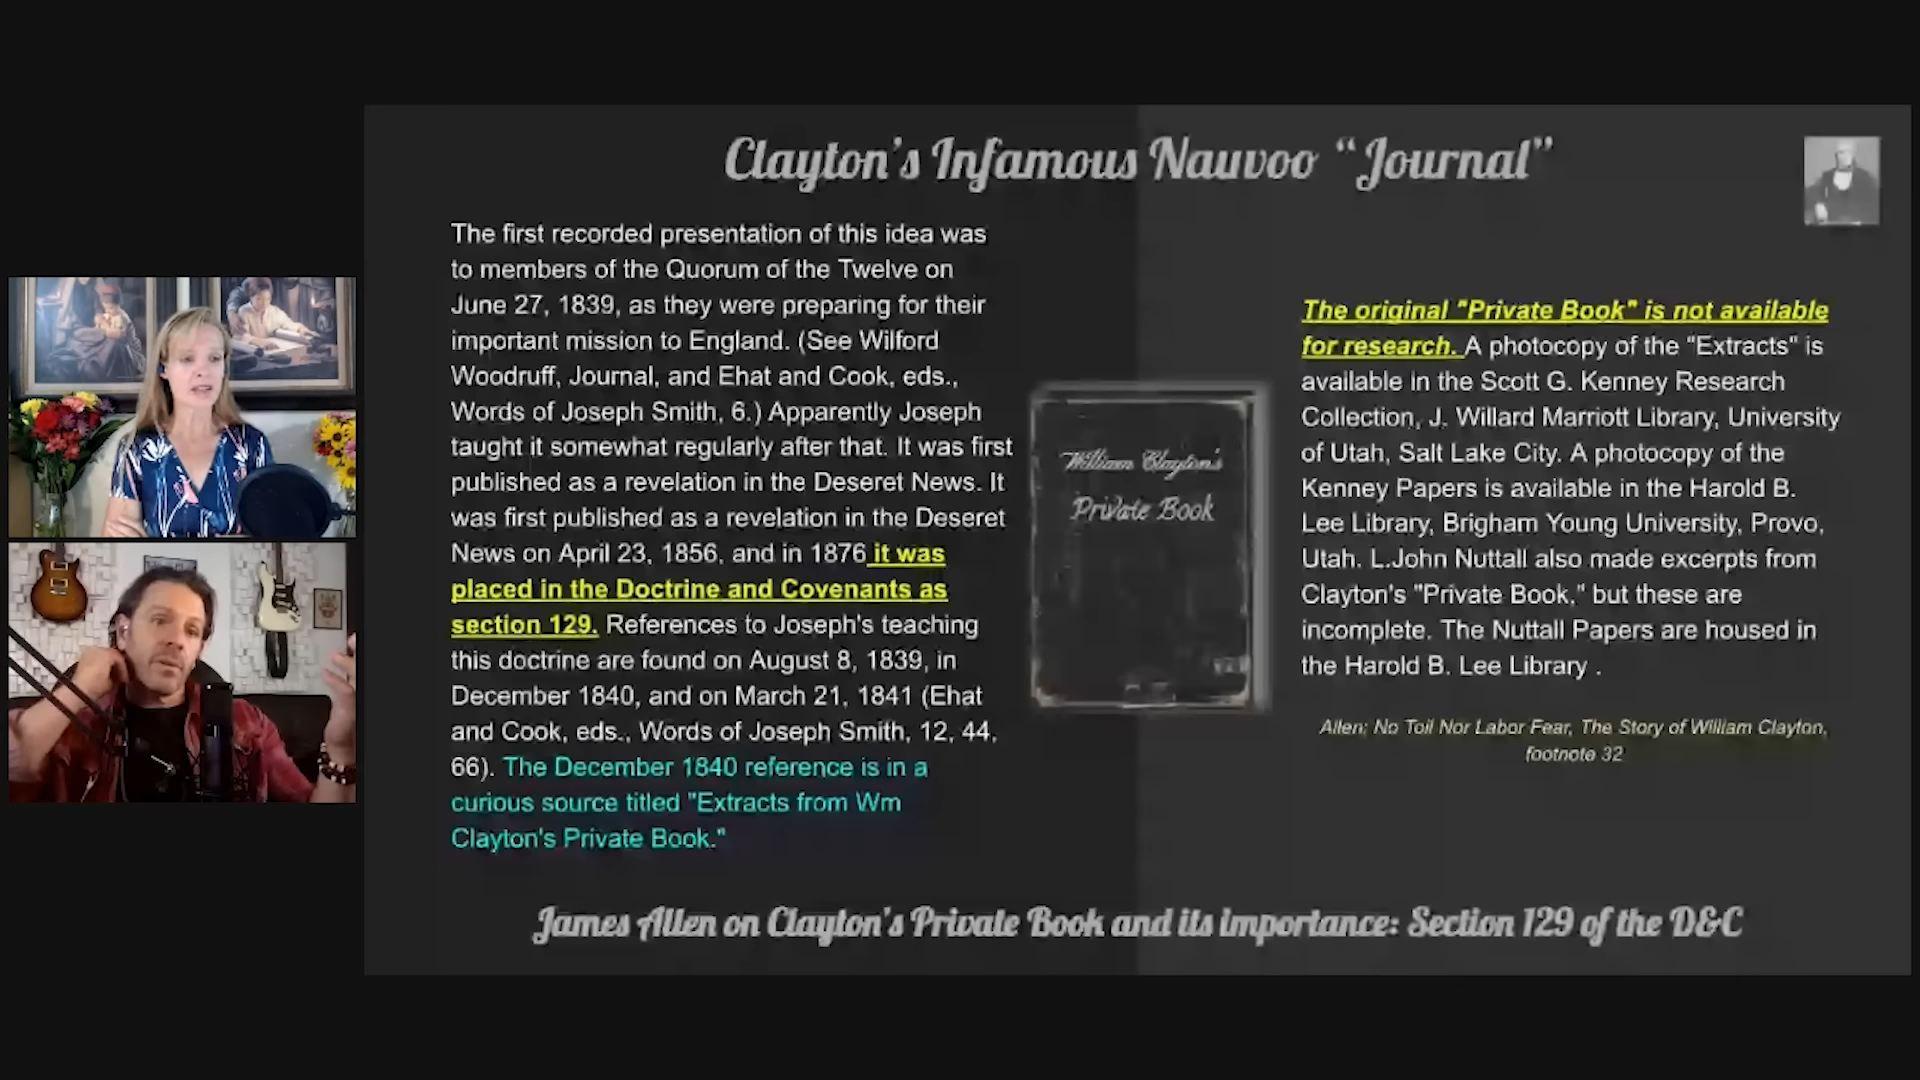 Clayton's Infamous Nauvoo "Journal"
The first recorded presentation of this idea was
to members of the Quorum of the Twelve on
June 27, 1839, as they were preparing for their
important mission to England. (See Wilford
Woodruff, Journal, and Ehat and Cook, eds.,
Words of Joseph Smith, 6.) Apparently Joseph
taught it somewhat regularly after that. It was first
published as a revelation in the Deseret News. It
was first published as a revelation in the Deseret
News on April 23, 1856, and in 1876 it was
placed in the Doctrine and Covenants as
section 129. References to Joseph's teaching
this doctrine are found on August 8, 1839, in
December 1840, and on March 21, 1841 (Ehat
and Cook, eds., Words of Joseph Smith, 12, 44,
66). The December 1840 reference is in a
curious source titled "Extracts from Wm
Clayton's Private Book."
William Clayton's
Private Book
The original "Private Book" is not available
for research. A photocopy of the "Extracts" is
available in the Scott G. Kenney Research
Collection, J. Willard Marriott Library, University
of Utah, Salt Lake City. A photocopy of the
Kenney Papers is available in the Harold B.
Lee Library, Brigham Young University, Provo,
Utah. L.John Nuttall also made excerpts from
Clayton's "Private Book," but these are
incomplete. The Nuttall Papers are housed in
the Harold B. Lee Library .
Allen; No Toil Nor Labor Fear, The Story of William Clayton,
footnote 32
James Allen on Clayton's Private Book and its importance: Section 129 of the D&C